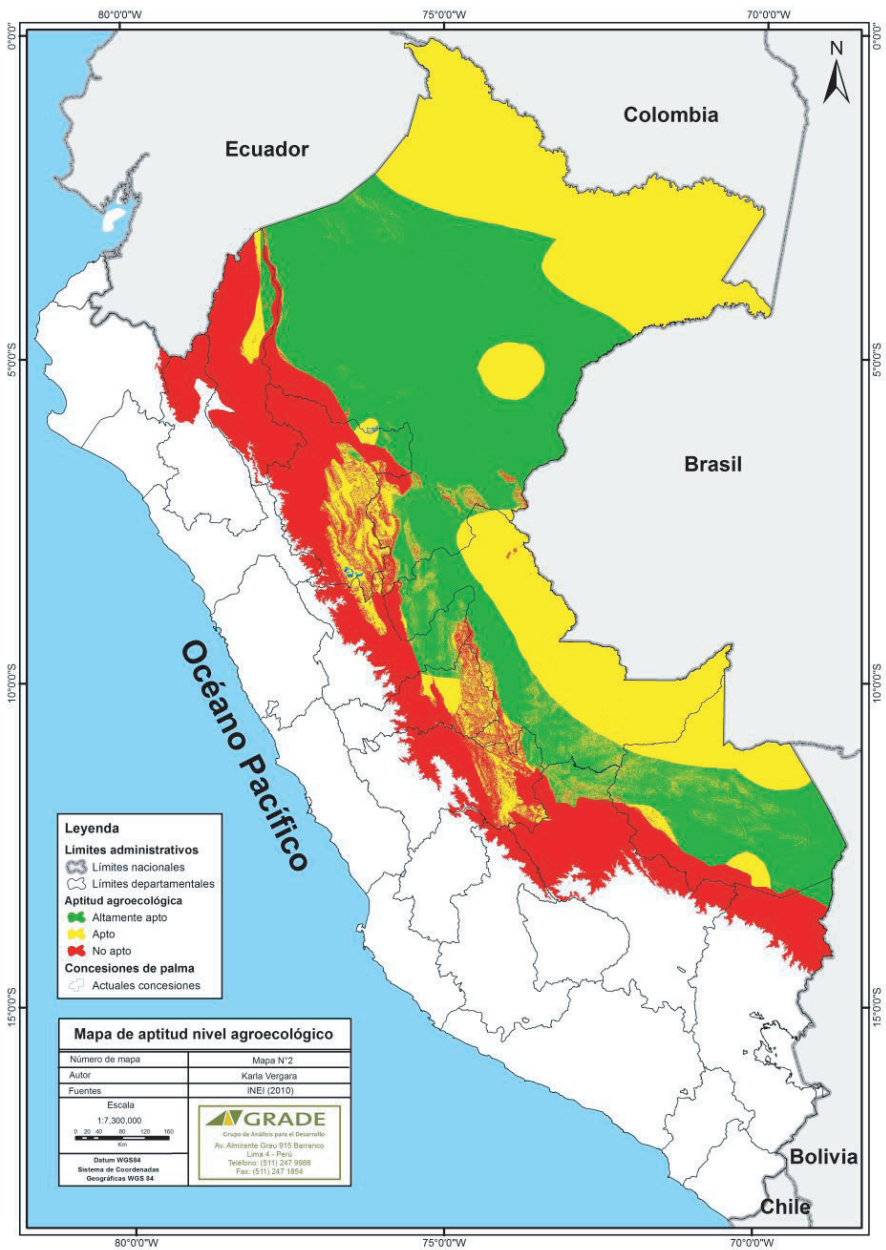 80°0'0"W
75°0'0"W
70°0'0"W
0°0'0"
0°0'0"
N
Colombia
Ecuador
5°0'0"S
5°0'0"S
Brasil
Océano Pacífico
10°0'0"S
10°0'0"S
Leyenda
Límites administrativos
Límites nacionales
Límites departamentales
Aptitud agroecológica
Altamente apto
Apto
No apto
Concesiones de palma
Actuales concesiones
15°0'0"S
15°0'0"S
Mapa de aptitud nivel agroecológico
Número de mapa
Mapa N°2
Autor
Karla Vergara
Fuentes
INEI (2010)
Escala
1:7,300,000
0 20 40 80 120 160
Km
Datum WGS84
Sistema de Coordenadas
Geográficas WGS 84
GRADE
Grupo de Análisis para el Desarrollo
Av. Almirante Grau 915 Barranco
Lima 4 - Perú
Teléfono: (511) 247 9988
Fax: (511) 247 1854
Bolivia
Chile
80°0'0"W
75°0'0"W
70°0'0"W